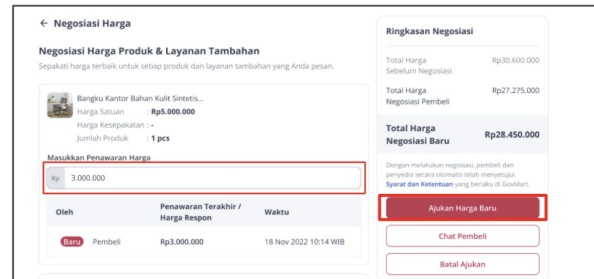 ← Negosiasi Harga
Negosiasi Harga Produk & Layanan Tambahan
Sepakati harga terbaik untuk setiap produk dan layanan tambahan yang Anda pesan.
Bangku Kantor Bahan Kulit Sintetis...
Harga Satuan : Rp5.000.000
Harga Kesepakatan : -
Jumlah Produk : 1 pcs
Masukkan Penawaran Harga
Rp 3.000.000
Oleh
Penawaran Terakhir /
Harga Respon
Waktu
Baru Pembeli Rp3.000.000 18 Nov 2022 10:14 WIB
Ringkasan Negosiasi
Total Harga Rp30.600.000
Sebelum Negosiasi
Total Harga Rp27.275.000
Negosiasi Pembeli
Total Harga
Negosiasi Baru
Rp28.450.000
Dengan melakukan negosiasi, pembeli dan
penyedia secara otomatis telah menyetujui
Syarat dan Ketentuan yang berlaku di GovMart.
Ajukan Harga Baru
Chat Pembeli
Batal Ajukan